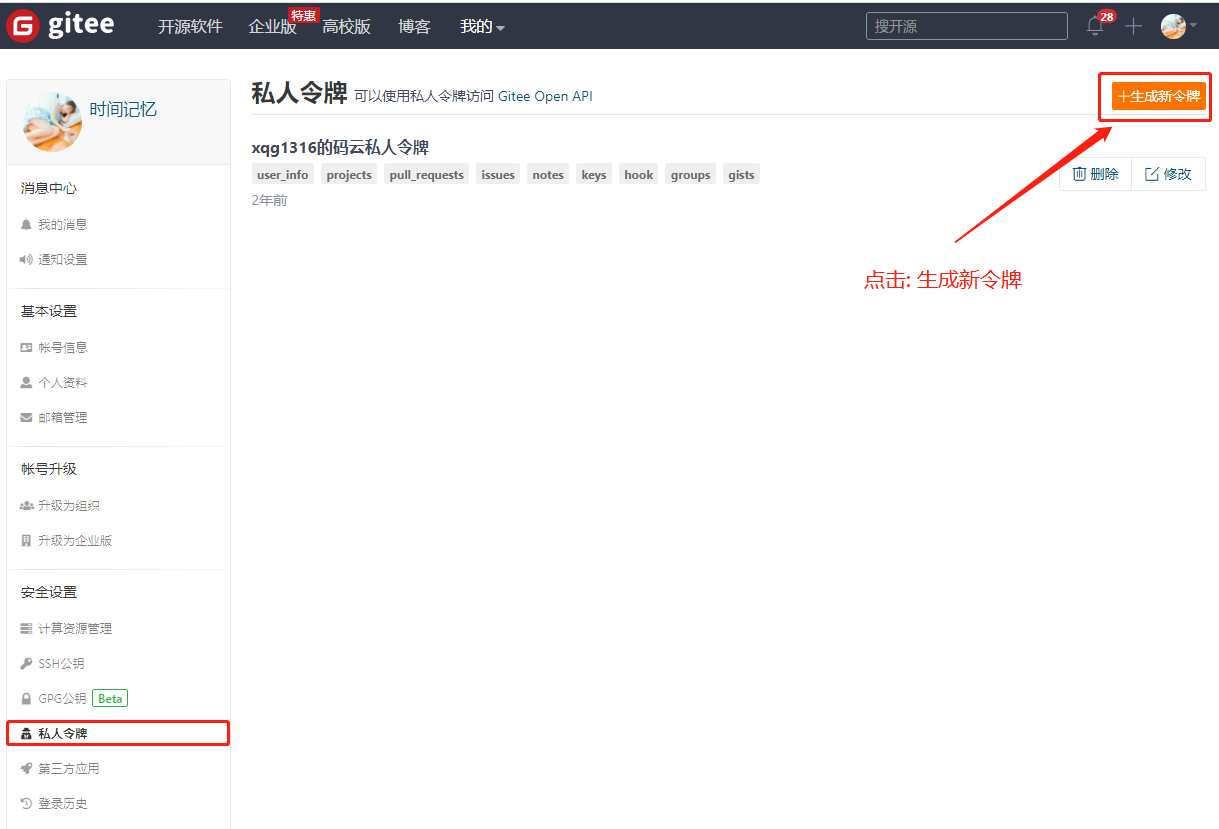 gitee 开源软件 企业版 特惠 高校版 博客 我的 搜开源 28
时间记忆
消息中心
我的消息
通知设置
基本设置
帐号信息
个人资料
邮箱管理
帐号升级
升级为组织
升级为企业版
安全设置
计算资源管理
SSH公钥
GPG公钥 Beta
私人令牌
第三方应用
登录历史
私人令牌 可以使用私人令牌访问 Gitee Open API
+生成新令牌
xqg1316的码云私人令牌
user_info projects pull_requests issues notes keys hook groups gists
2年前
删除 修改
点击: 生成新令牌